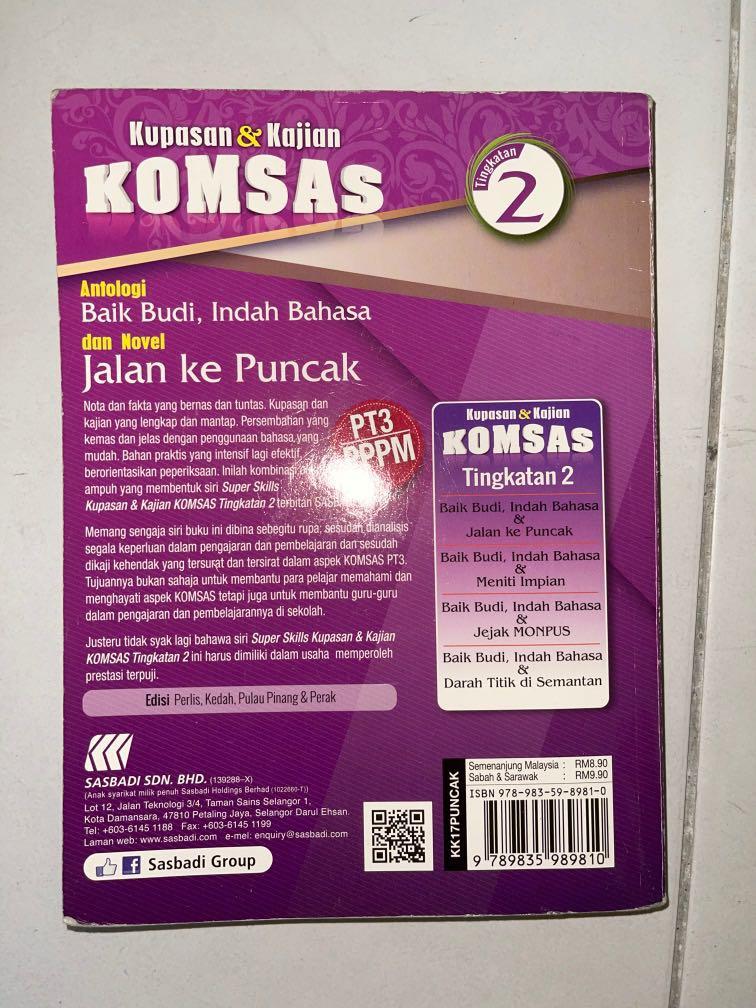 Kupasan & Kajian
KOMSAS
Tingkatan
2
Antologi
Baik Budi, Indah Bahasa
dan Novel
Jalan ke Puncak
Nota dan fakta yang bernas dan tuntas. Kupasan dan
kajian yang lengkap dan mantap. Persembahan yang
kemas dan jelas dengan penggunaan bahasa yang
mudah. Bahan praktis yang intensif lagi efektif
berorientasikan peperiksaan. Inilah kombinasi
ampuh yang membentuk siri Super Skills
Kupasan & Kajian KOMSAS Tingkatan 2 terbitan
PT3
Memang sengaja siri buku ini dibina sebegitu rupa, sesudah dianalisis
segala keperluan dalam pengajaran dan pembelajaran dan sesudah
dikaji kehendak yang tersurat dan tersirat dalam aspek KOMSAS PT3.
Tujuannya bukan sahaja untuk membantu para pelajar memahami dan
menghayati aspek KOMSAS tetapi juga untuk membantu guru-guru
dalam pengajaran dan pembelajarannya di sekolah.
Justeru tidak syak lagi bahawa siri Super Skills Kupasan & Kajian
KOMSAS Tingkatan 2 ini harus dimiliki dalam usaha memperoleh
prestasi terpuji.
Edisi Perlis, Kedah, Pulau Pinang & Perak
Kupasan & Kajian
KOMSAS
Tingkatan 2
Baik Budi, Indah Bahasa
&
Jalan ke Puncak
Baik Budi, Indah Bahasa
&
Meniti Impian
Baik Budi, Indah Bahasa
&
Jejak MONPUS
Baik Budi, Indah Bahasa
&
Darah Titik di Semantan
SASBADI SDN. BHD. (139288-X)
(Anak syarikat milik penuh Sasbadi Holdings Berhad (1022660-T))
Lot 12, Jalan Teknologi 3/4, Taman Sains Selangor 1,
Kota Damansara, 47810 Petaling Jaya, Selangor Darul Ehsan.
Tel: +603-6145 1188 Fax: +603-6145 1199
Laman web: www.sasbadi.com e-mel: enquiry@sasbadi.com
f Sasbadi Group
KK17PUNCAK
Semenanjung Malaysia : RM8.90
Sabah & Sarawak : RM9.90
ISBN 978-983-59-8981-0
9 789835 989810